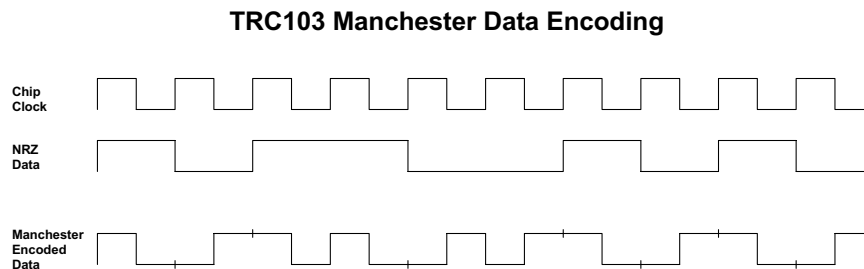 TRC103 Manchester Data Encoding
Chip
Clock
NRZ
Data
Manchester
Encoded
Data